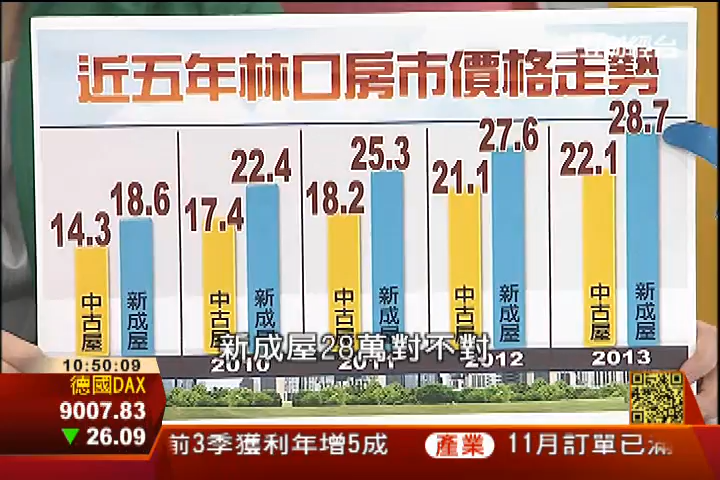 近五年林口房市價格走勢
14.3 18.6 17.4 22.4 18.2 25.3 21.1 27.6 22.1 28.7
中古屋 新成屋 中古屋 新成屋 中古屋 新成屋 中古屋 新成屋 中古屋 新成屋
2010 2011 2012 2013
新成屋28萬對不對
10:50:09
德國DAX
9007.83
▼ 26.09
前3季獲利年增5成 產業 11月訂單已滿